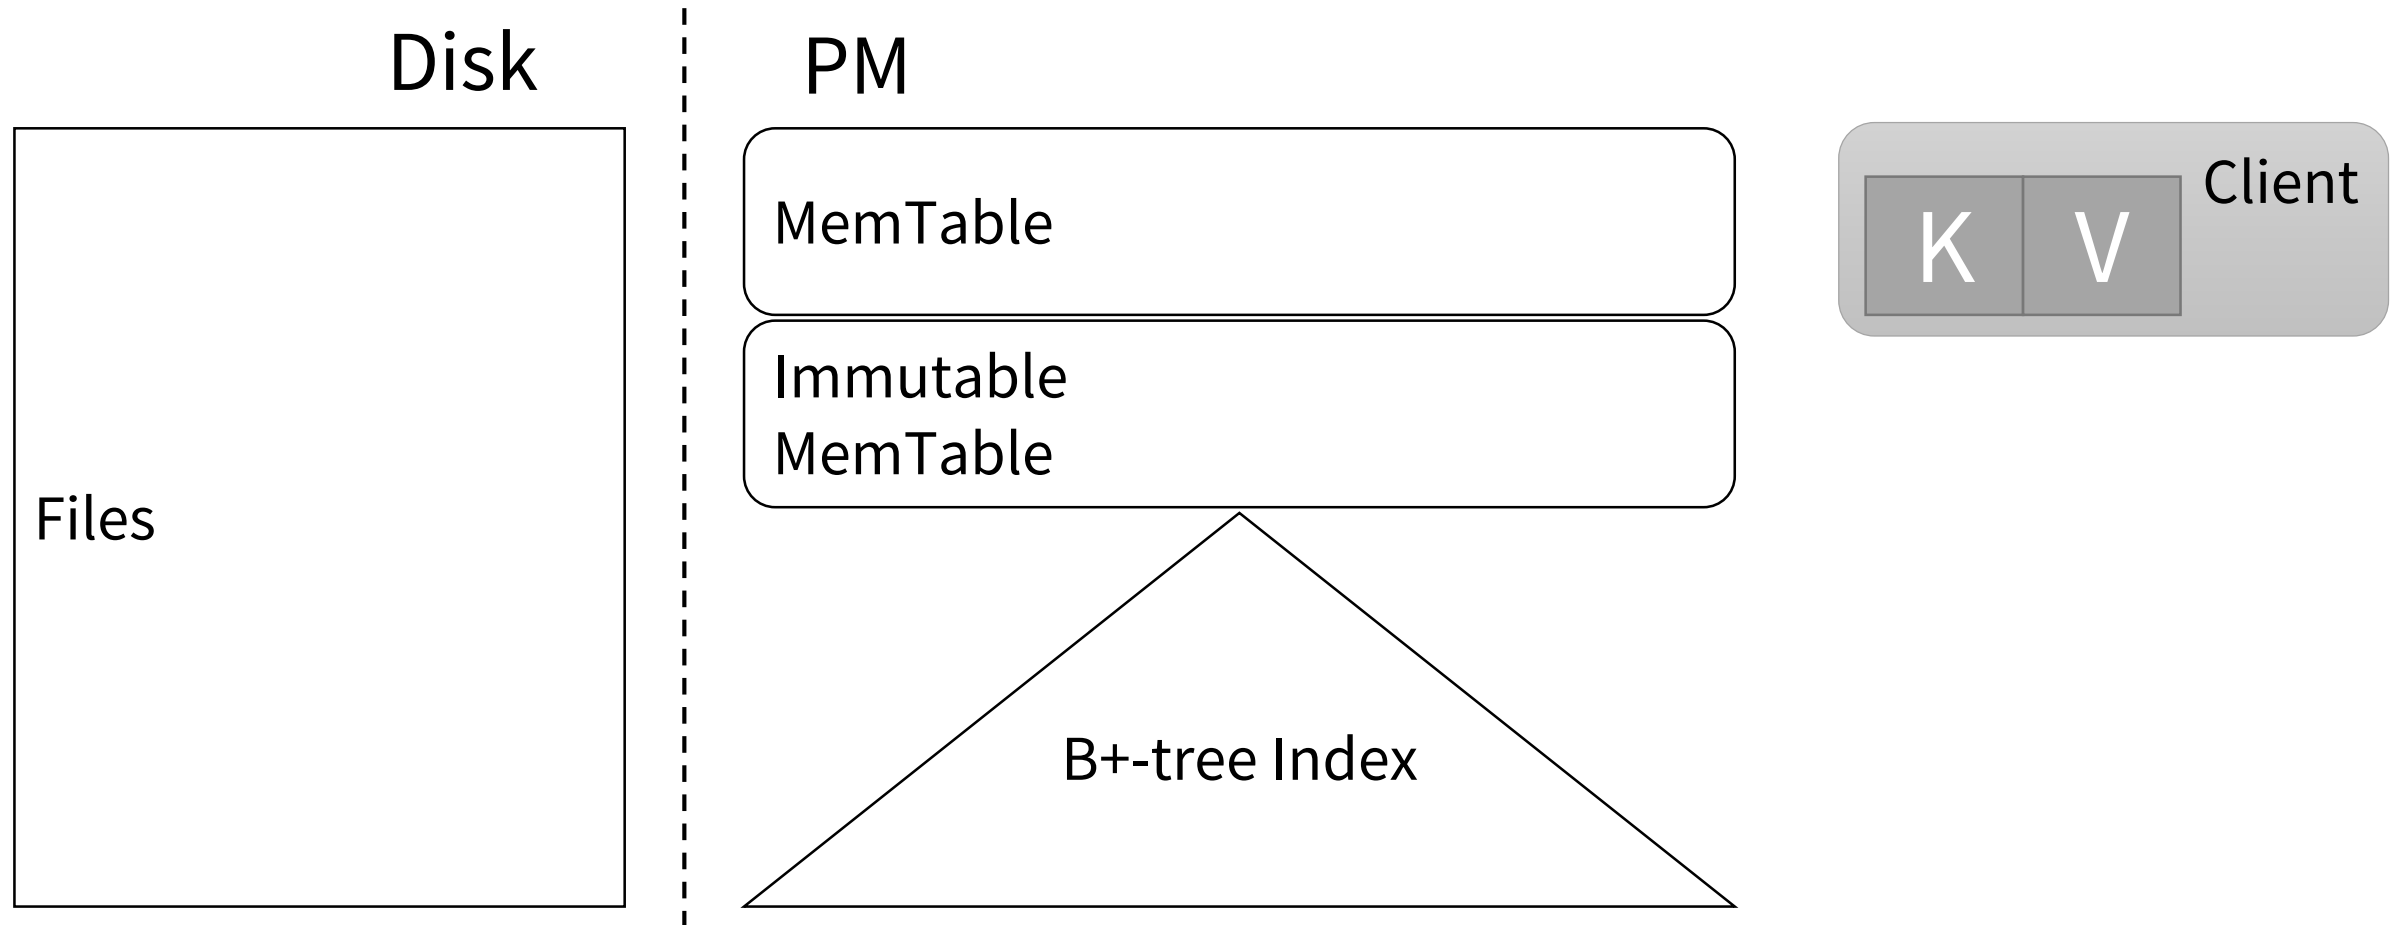 Disk
PM
Files
MemTable
Immutable
MemTable
B+-tree Index
Client
K V